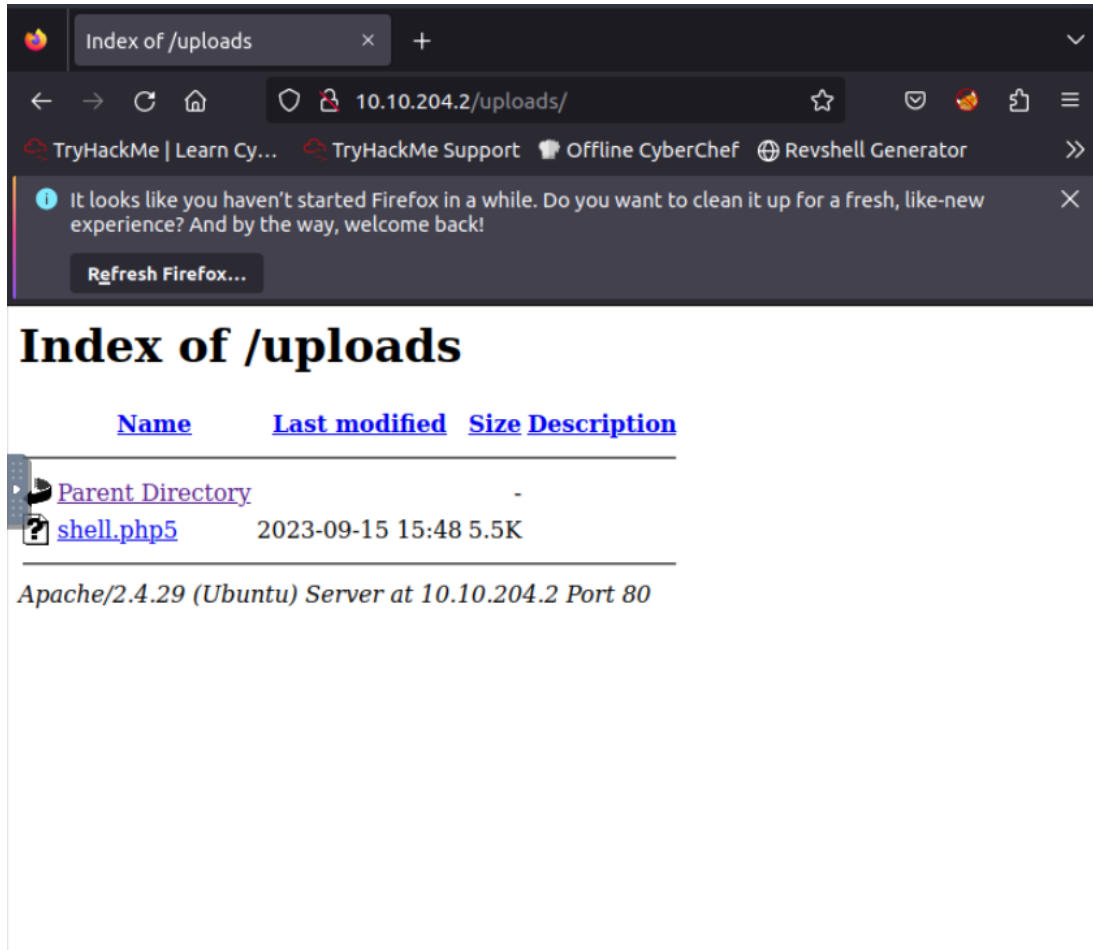 Index of /uploads
10.10.204.2/uploads/
TryHackMe | Learn Cy... TryHackMe Support Offline CyberChef Revshell Generator
It looks like you haven't started Firefox in a while. Do you want to clean it up for a fresh, like-new
experience? And by the way, welcome back!
Refresh Firefox...
Index of /uploads
Name Last modified Size Description
Parent Directory -
shell.php5 2023-09-15 15:48 5.5K
Apache/2.4.29 (Ubuntu) Server at 10.10.204.2 Port 80